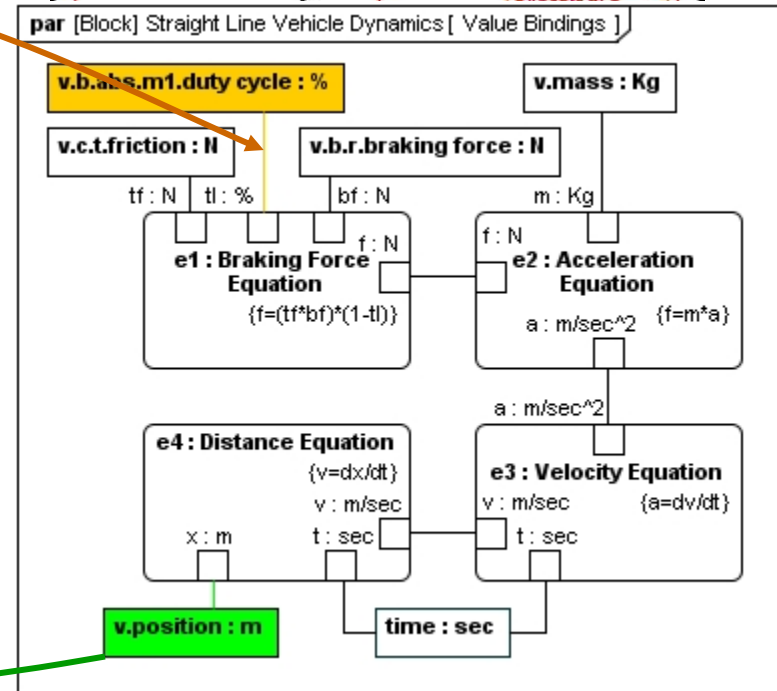 par [Block] Straight Line Vehicle Dynamics [ Value Bindings ]
v.b.abs.m1.duty cycle : %
v.mass : Kg
v.c.t.friction : N
v.b.r.braking force : N
tf : N
tl : %
bf : N
m : Kg
f : N
e1 : Braking Force
Equation
{f=(tf*bf)*(1-tl)}
f : N
e2 : Acceleration
Equation
{f=m*a}
a : m/sec^2
a : m/sec^2
e4 : Distance Equation
{v=dx/dt}
v : m/sec
x : m
t : sec
e3 : Velocity Equation
v : m/sec
{a=dv/dt}
t : sec
v.position : m
time : sec